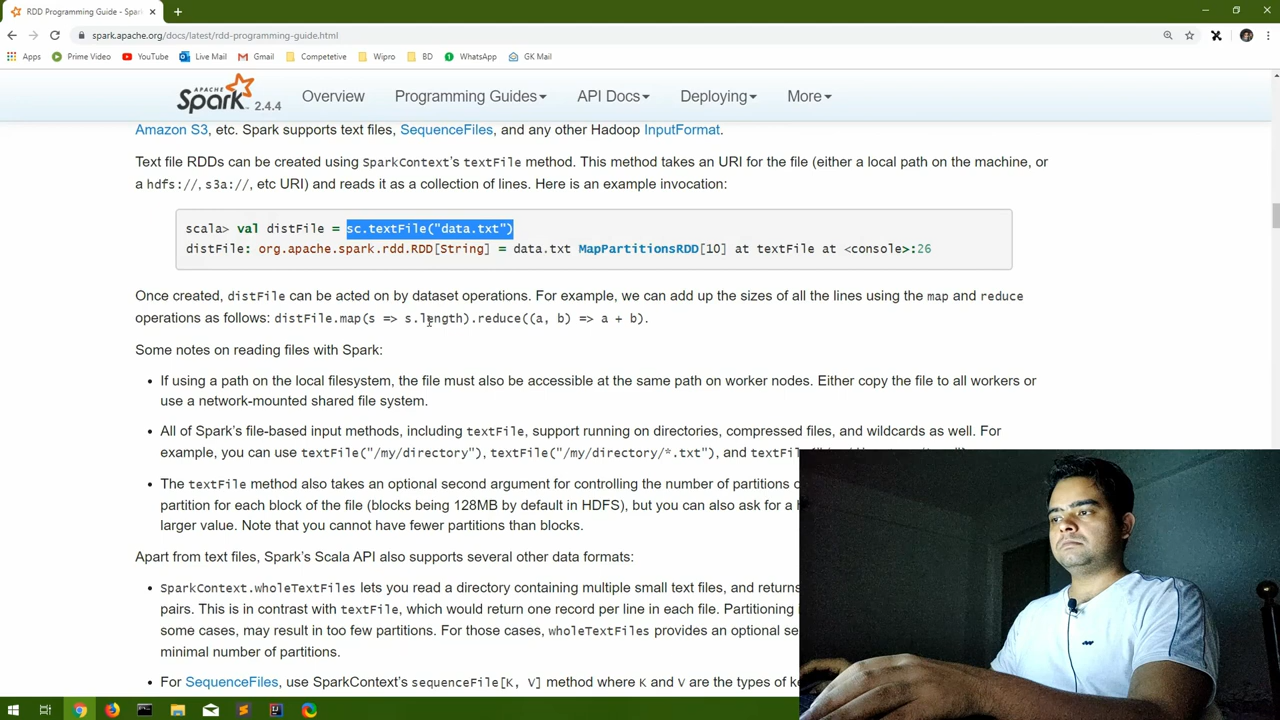 RDD Programming Guide - Spar
spark.apache.org/docs/latest/rdd-programming-guide.html
Apps Prime Video YouTube Live Mail Gmail Competetive Wipro BD WhatsApp GK Mail
APACHE Spark 2.4.4 Overview Programming Guides API Docs Deploying More
Amazon S3, etc. Spark supports text files, SequenceFiles, and any other Hadoop InputFormat.
Text file RDDs can be created using SparkContext's textFile method. This method takes an URI for the file (either a local path on the machine, or
a hdfs://, s3a://, etc URI) and reads it as a collection of lines. Here is an example invocation:
scala> val distFile = sc.textFile("data.txt")
distFile: org.apache.spark.rdd.RDD[String] = data.txt MapPartitionsRDD[10] at textFile at <console>:26
Once created, distFile can be acted on by dataset operations. For example, we can add up the sizes of all the lines using the map and reduce
operations as follows: distFile.map(s => s.length).reduce((a, b) => a + b).
Some notes on reading files with Spark:
• If using a path on the local filesystem, the file must also be accessible at the same path on worker nodes. Either copy the file to all workers or
use a network-mounted shared file system.
• All of Spark's file-based input methods, including textFile, support running on directories, compressed files, and wildcards as well. For
example, you can use textFile("/my/directory"), textFile("/my/directory/*.txt"), and
• The textFile method also takes an optional second argument for controlling the number of partitions
partition for each block of the file (blocks being 128MB by default in HDFS), but you can also ask for a
larger value. Note that you cannot have fewer partitions than blocks.
Apart from text files, Spark's Scala API also supports several other data formats:
• SparkContext.wholeTextFiles lets you read a directory containing multiple small text files, and returns
pairs. This is in contrast with textFile, which would return one record per line in each file. Partitioning
some cases, may result in too few partitions. For those cases, wholeTextFiles provides an optional
minimal number of partitions.
• For SequenceFiles, use SparkContext's sequenceFile[K, V] method where K and V are the types of